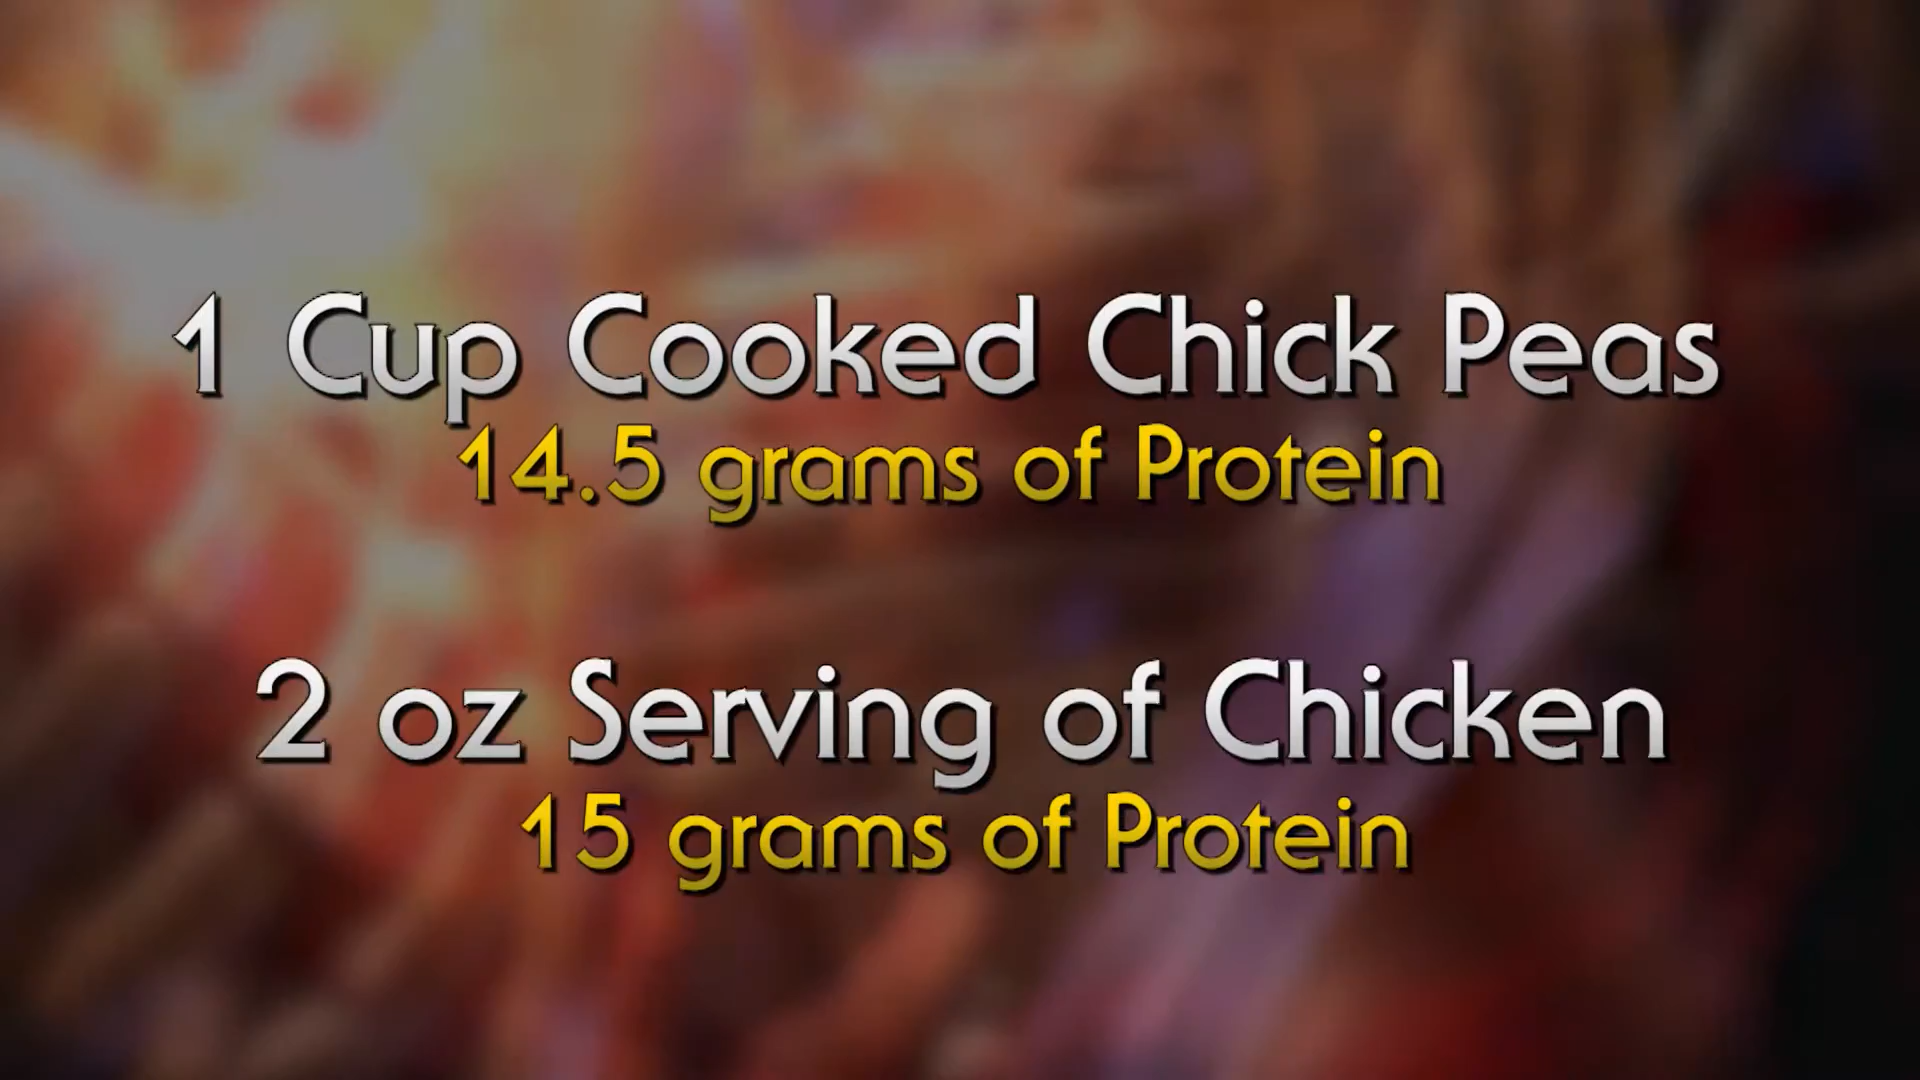 1 Cup Cooked Chick Peas
14.5 grams of Protein
2 oz Serving of Chicken
15 grams of Protein